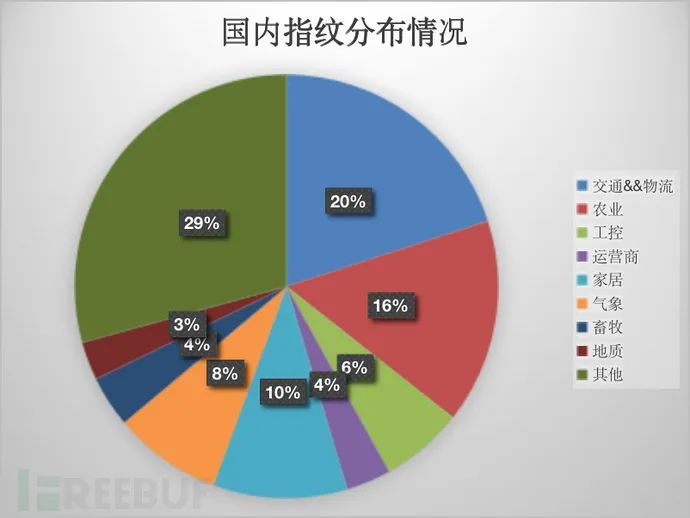 国内指纹分布情况
20%
29%
16%
3%
4%
6%
8%
4%
10%
交通&&物流
农业
工控
运营商
家居
气象
畜牧
地质
其他
FREEBUF